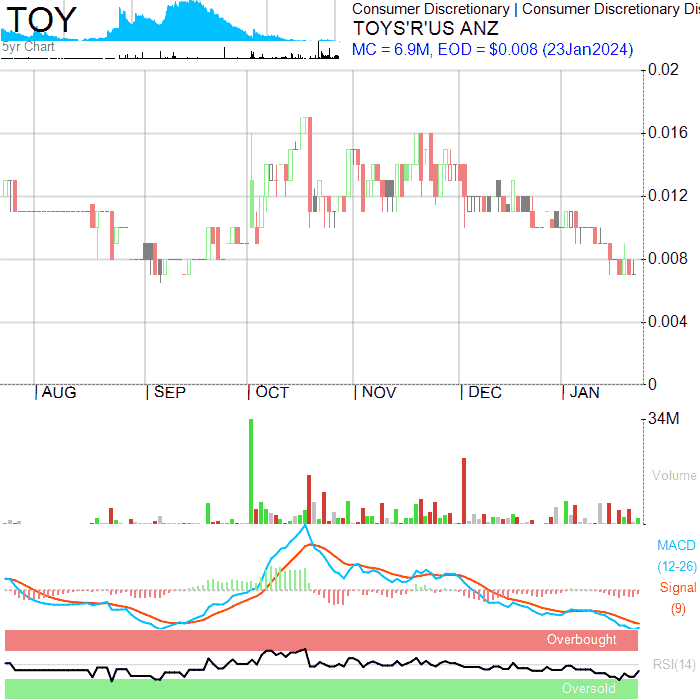 TOY
5yr Chart
Consumer Discretionary | Consumer Discretionary Dis
TOYS'R'US ANZ
MC = 6.9M, EOD = $0.008 (23Jan2024)
0.02
0.016
0.012
0.008
0.004
0
AUG SEP OCT NOV DEC JAN
34M
Volume
MACD
(12-26)
Signal
(9)
Overbought
RSI(14)
Oversold